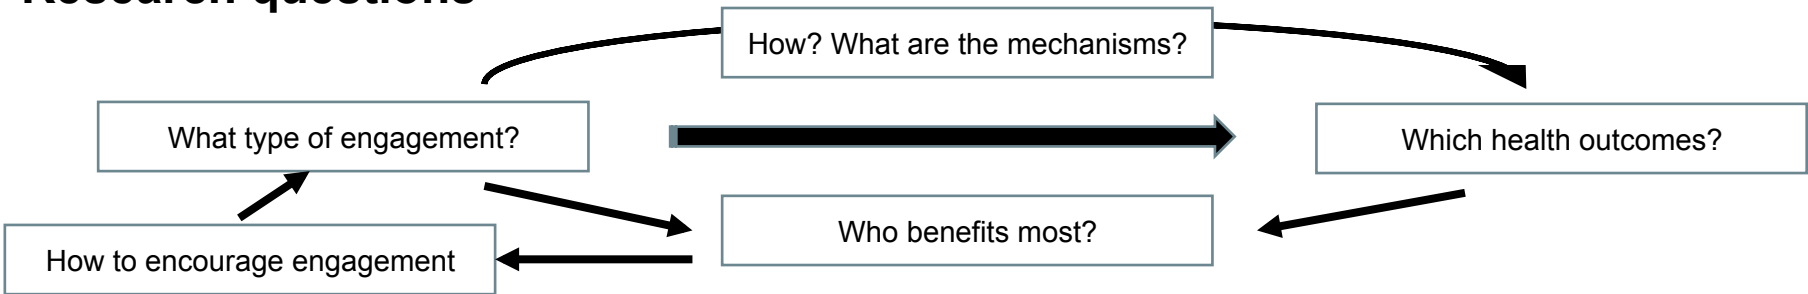 Research questions
How? What are the mechanisms?
What type of engagement?
Which health outcomes?
Who benefits most?
How to encourage engagement